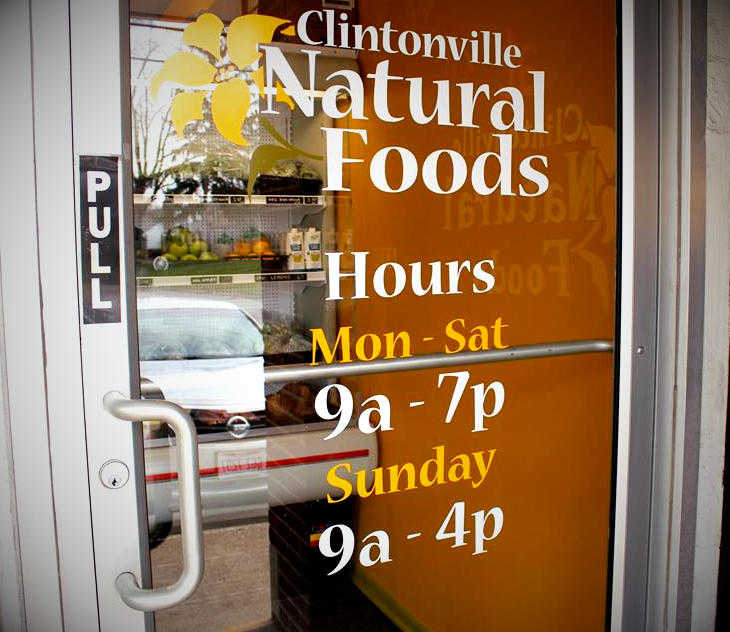 Clintonville
Natural
Foods
PULL
Hours
Mon - Sat
9a - 7p
Sunday
9a - 4p